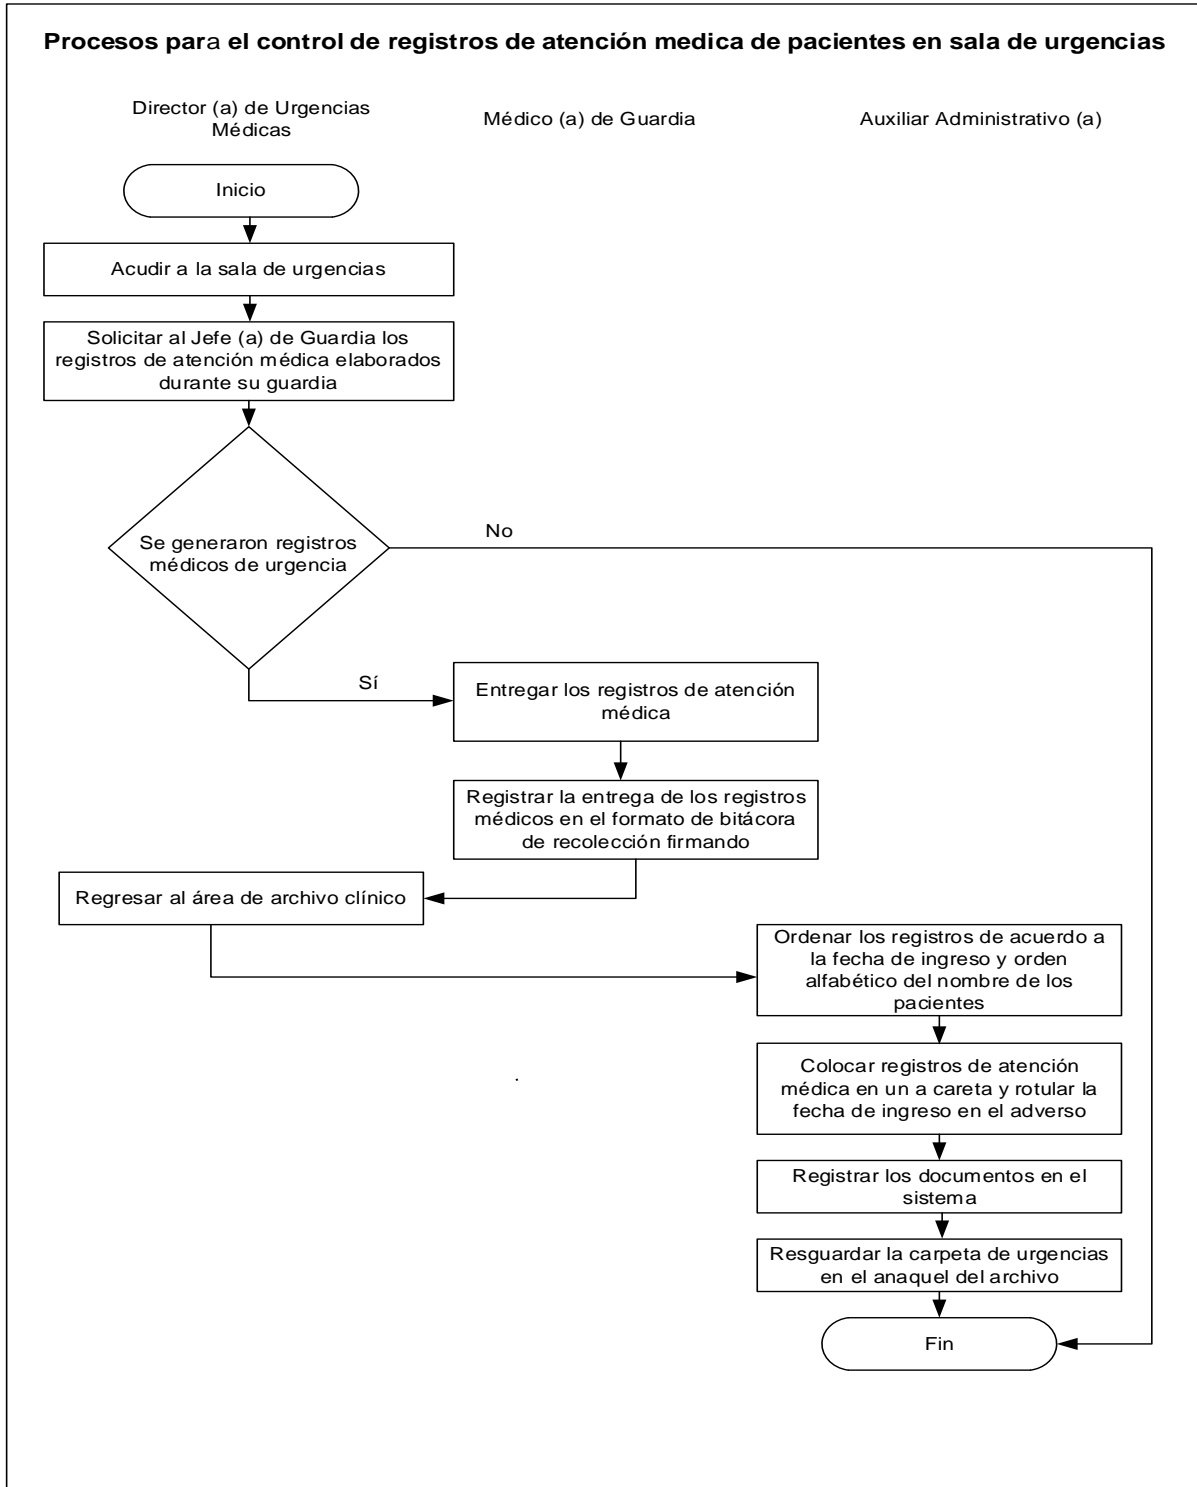 Procesos para el control de registros de atención medica de pacientes en sala de urgencias
Director (a) de Urgencias
Médicas
Médico (a) de Guardia
Auxiliar Administrativo (a)
Inicio
Acudir a la sala de urgencias
Solicitar al Jefe (a) de Guardia los
registros de atención médica elaborados
durante su guardia
Se generaron registros
médicos de urgencia
No
Sí
Entregar los registros de atención
médica
Registrar la entrega de los registros
médicos en el formato de bitácora
de recolección firmando
Regresar al área de archivo clínico
Ordenar los registros de acuerdo a
la fecha de ingreso y orden
alfabético del nombre de los
pacientes
Colocar registros de atención
médica en un a careta y rotular la
fecha de ingreso en el adverso
.
Registrar los documentos en el
sistema
Resguardar la carpeta de urgencias
en el anaquel del archivo
Fin